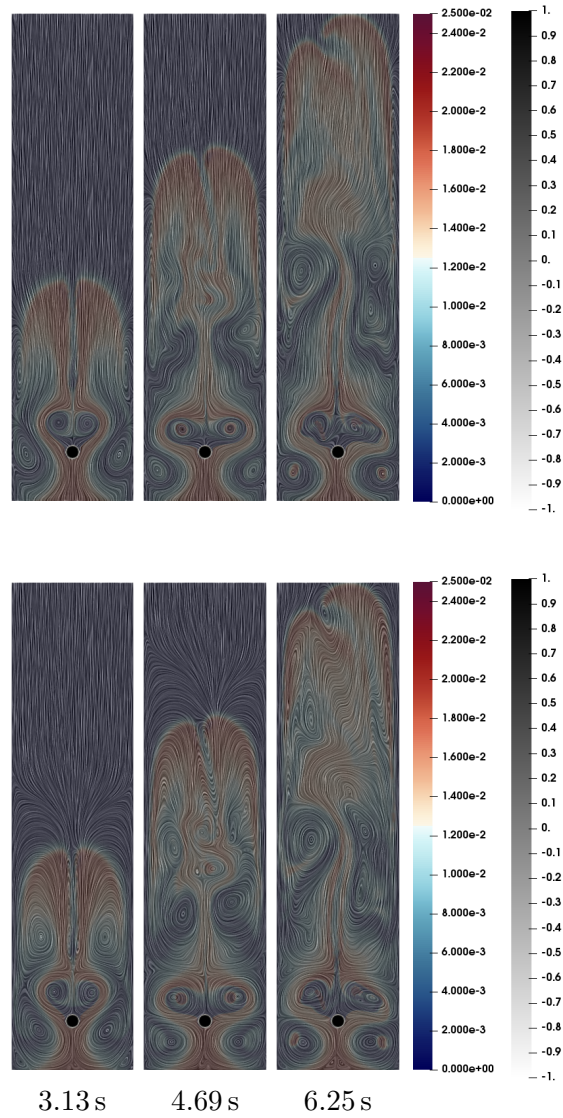 2.500e-02
2.400e-2
2.200e-2
2.000e-2
1.800e-2
1.600e-2
1.400e-2
1.200e-2
1.000e-2
8.000e-3
6.000e-3
4.000e-3
2.000e-3
0.000e+00
1.
0.9
0.8
0.7
0.6
0.5
0.4
0.3
0.2
0.1
0.
-0.1
-0.2
-0.3
-0.4
-0.5
-0.6
-0.7
-0.8
-0.9
-1.
2.500e-02
2.400e-2
2.200e-2
2.000e-2
1.800e-2
1.600e-2
1.400e-2
1.200e-2
1.000e-2
8.000e-3
6.000e-3
4.000e-3
2.000e-3
0.000e+00
1.
0.9
0.8
0.7
0.6
0.5
0.4
0.3
0.2
0.1
0.
-0.1
-0.2
-0.3
-0.4
-0.5
-0.6
-0.7
-0.8
-0.9
-1.
3.13 s 4.69 s 6.25 s